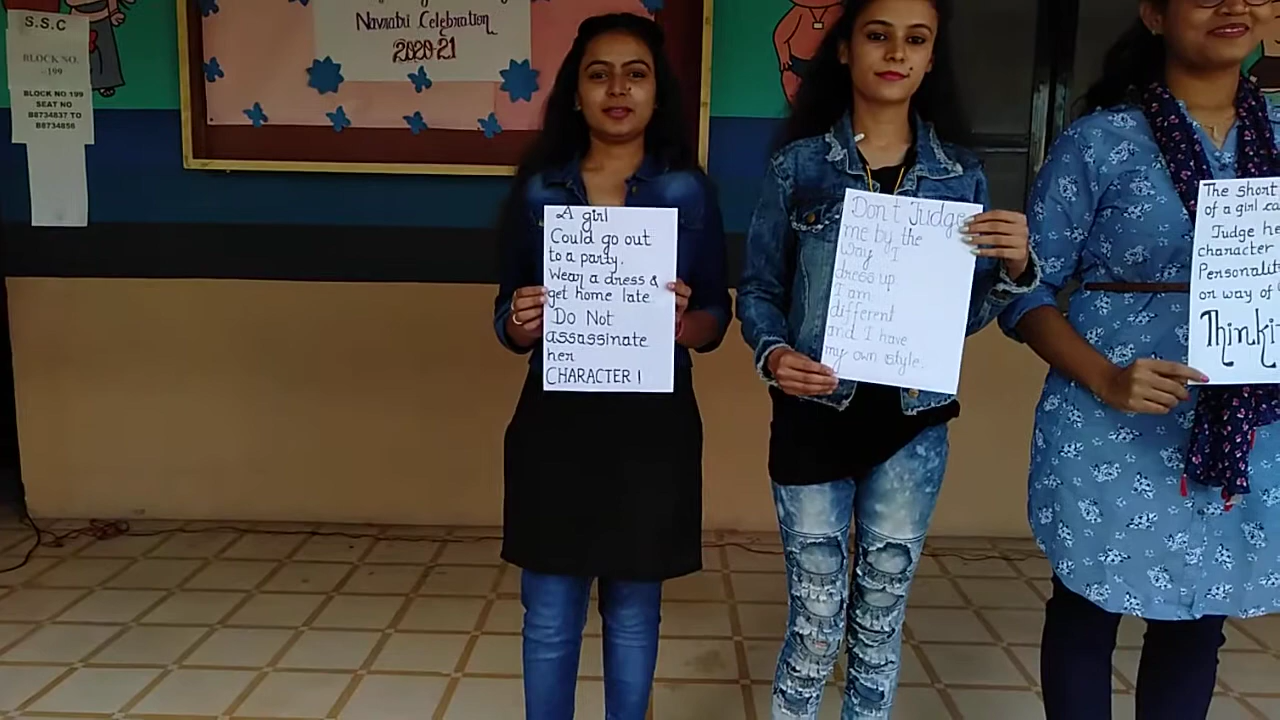 S.S.C
BLOCK NO.
-199
BLOCK NO 199
SEAT NO
B8734837 TO
B8734856
Navratri Celebration
2020-21
A girl
Could go out
to a party.
Wear a dress &
get home late
Do Not
assassinate
her
CHARACTER !
Don't Judge
me by the
way I
dress up
I am
different
and I have
my own style.
The short
of a girl ca
Judge he
character
Personalit
or way of
Thinki